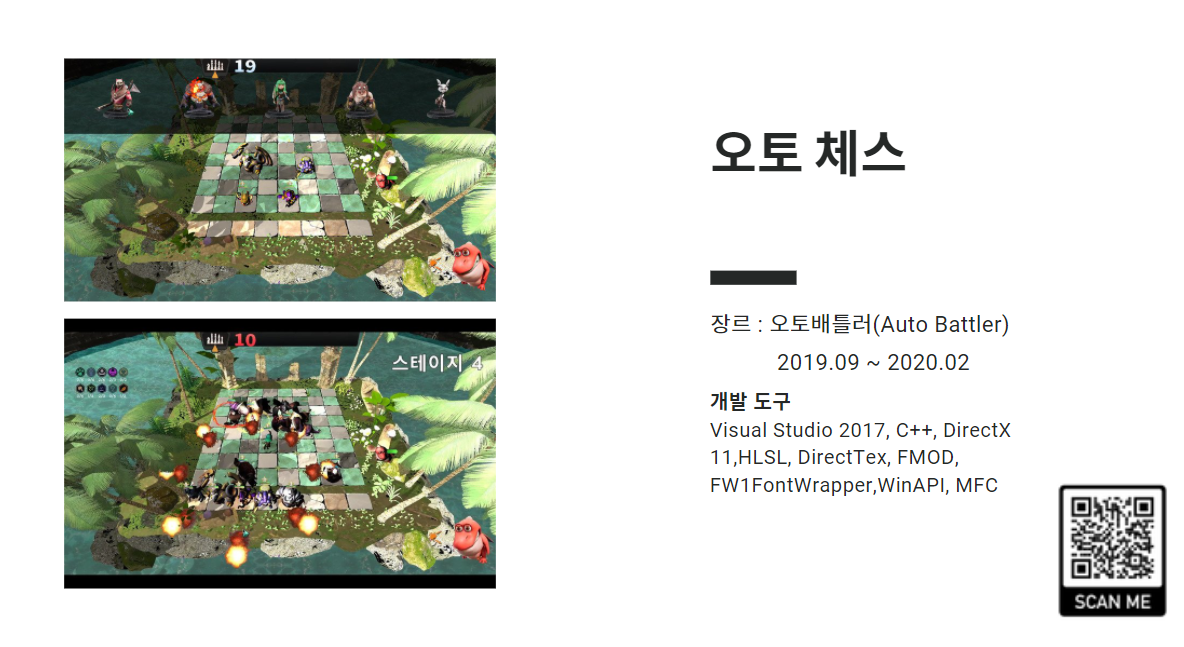 19
10
스테이지 4
오토 체스
장르 : 오토배틀러(Auto Battler)
2019.09 ~ 2020.02
개발 도구
Visual Studio 2017, C++, DirectX
11,HLSL, DirectTex, FMOD,
FW1FontWrapper,WinAPI, MFC
SCAN ME